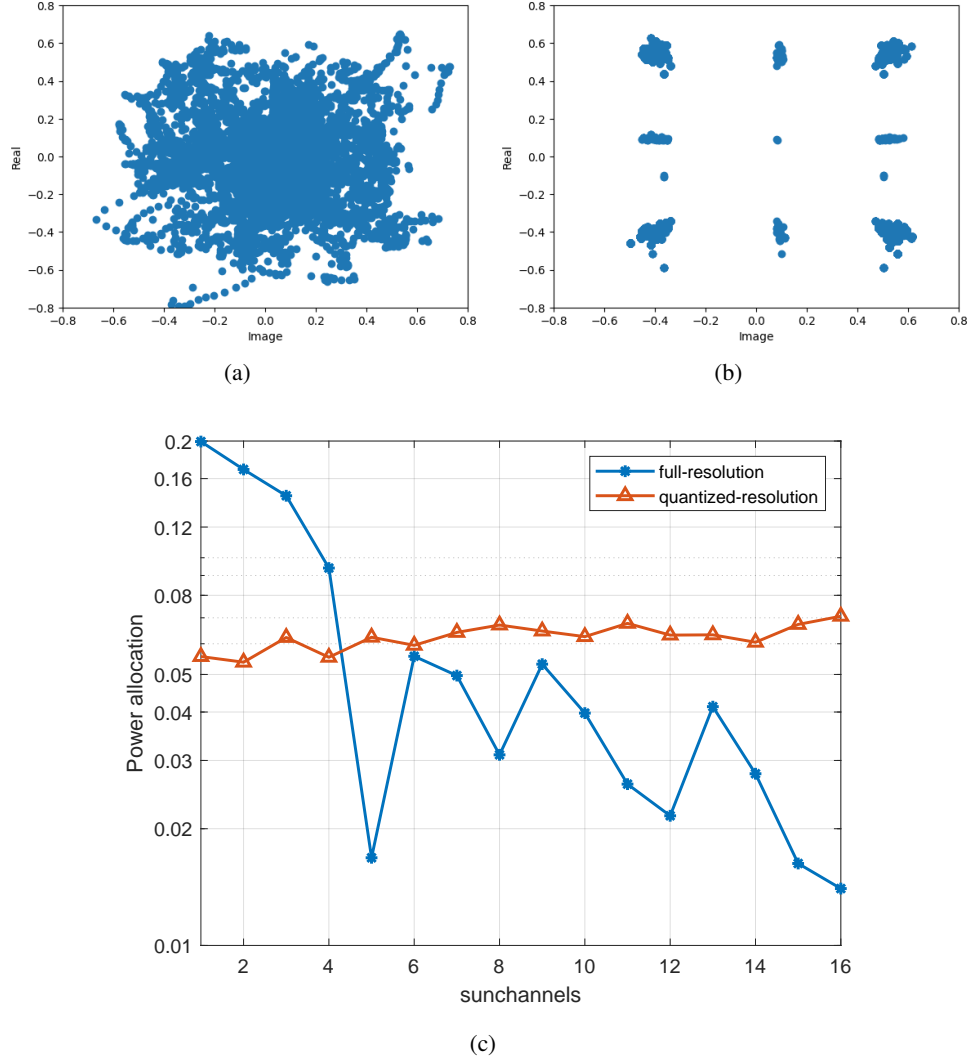 0.8
0.6
0.4
0.2
0.0
−0.2
−0.4
−0.6
−0.8
Real
−0.8 −0.6 −0.4 −0.2 0.0 0.2 0.4 0.6 0.8
Image
(a)
0.8
0.6
0.4
0.2
0.0
−0.2
−0.4
−0.6
−0.8
Real
−0.8 −0.6 −0.4 −0.2 0.0 0.2 0.4 0.6 0.8
Image
(b)
full-resolution
quantized-resolution
0.2
0.16
0.12
0.08
0.05
0.04
0.03
0.02
0.01
Power allocation
2 4 6 8 10 12 14 16
sunchannels
(c)